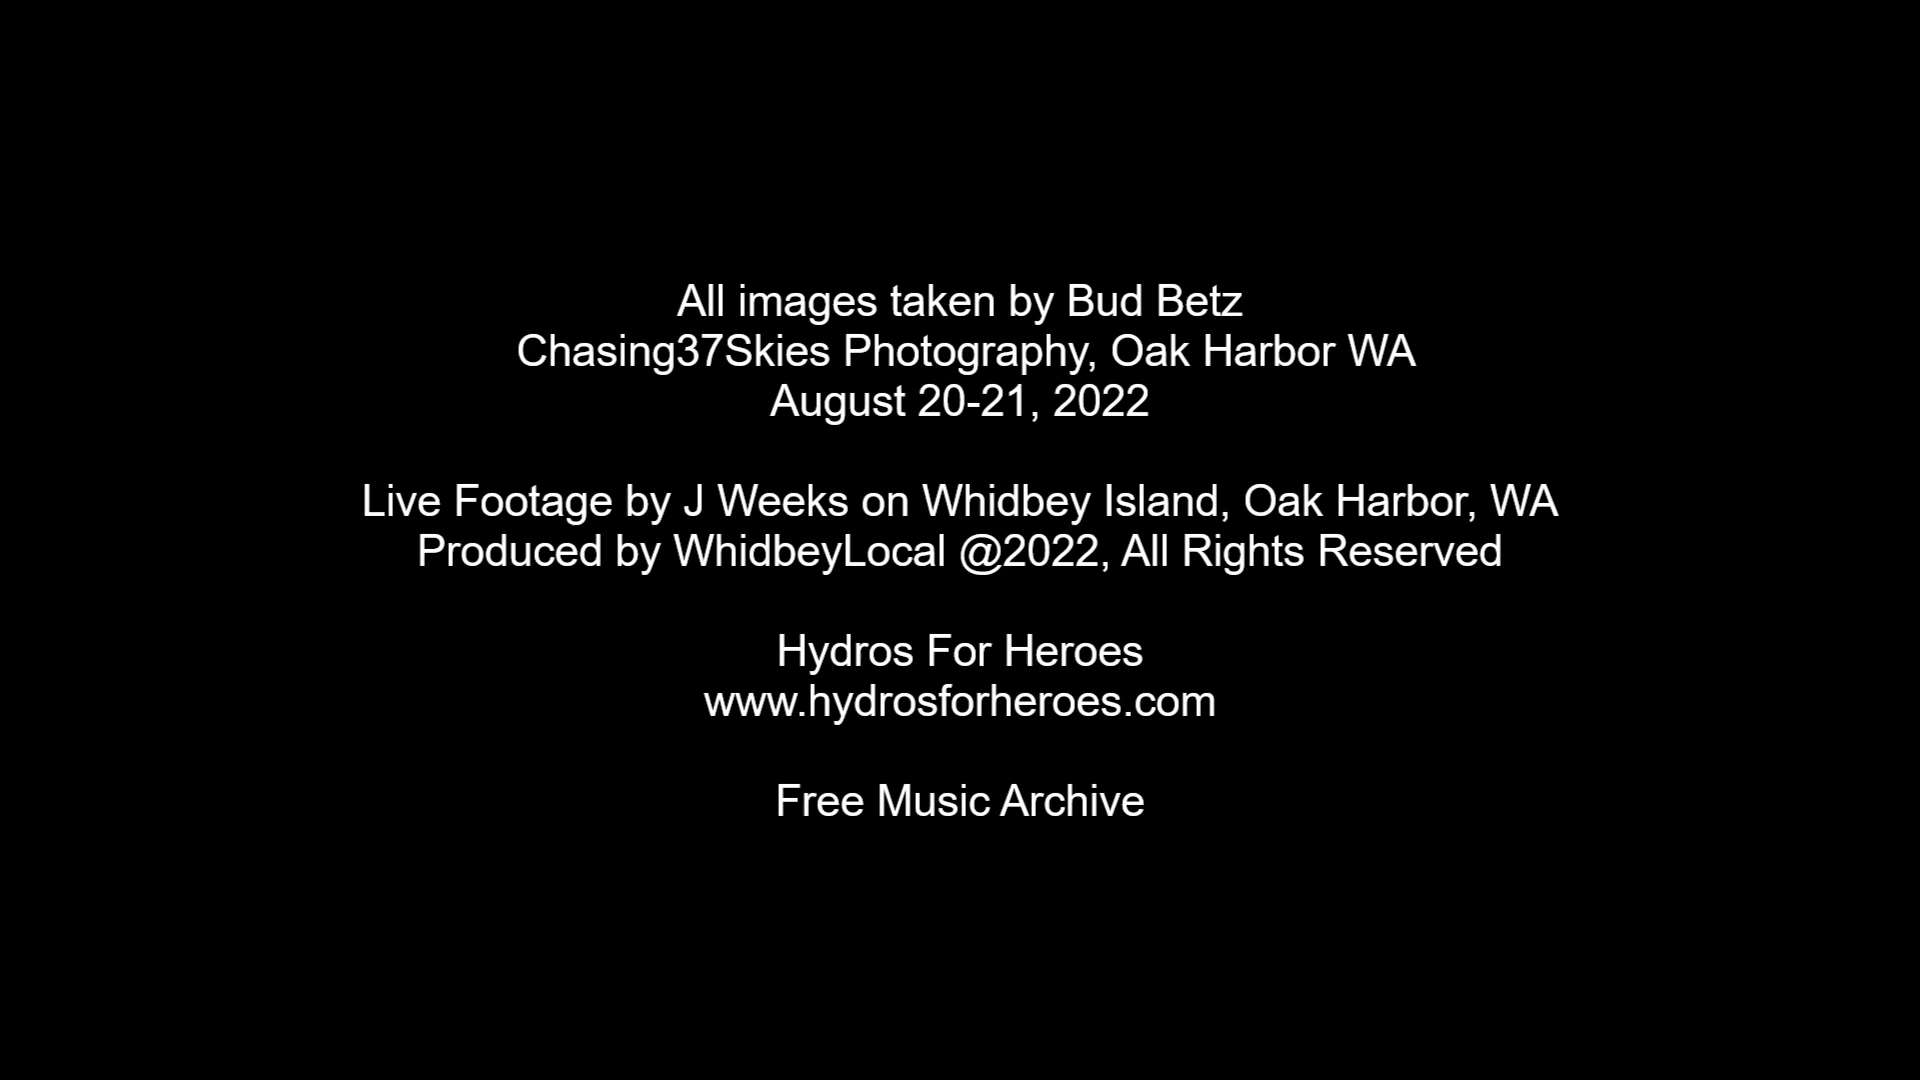 All images taken by Bud Betz
Chasing37Skies Photography, Oak Harbor WA
August 20-21, 2022
Live Footage by J Weeks on Whidbey Island, Oak Harbor, WA
Produced by WhidbeyLocal @2022, All Rights Reserved
Hydros For Heroes
www.hydrosforheroes.com
Free Music Archive